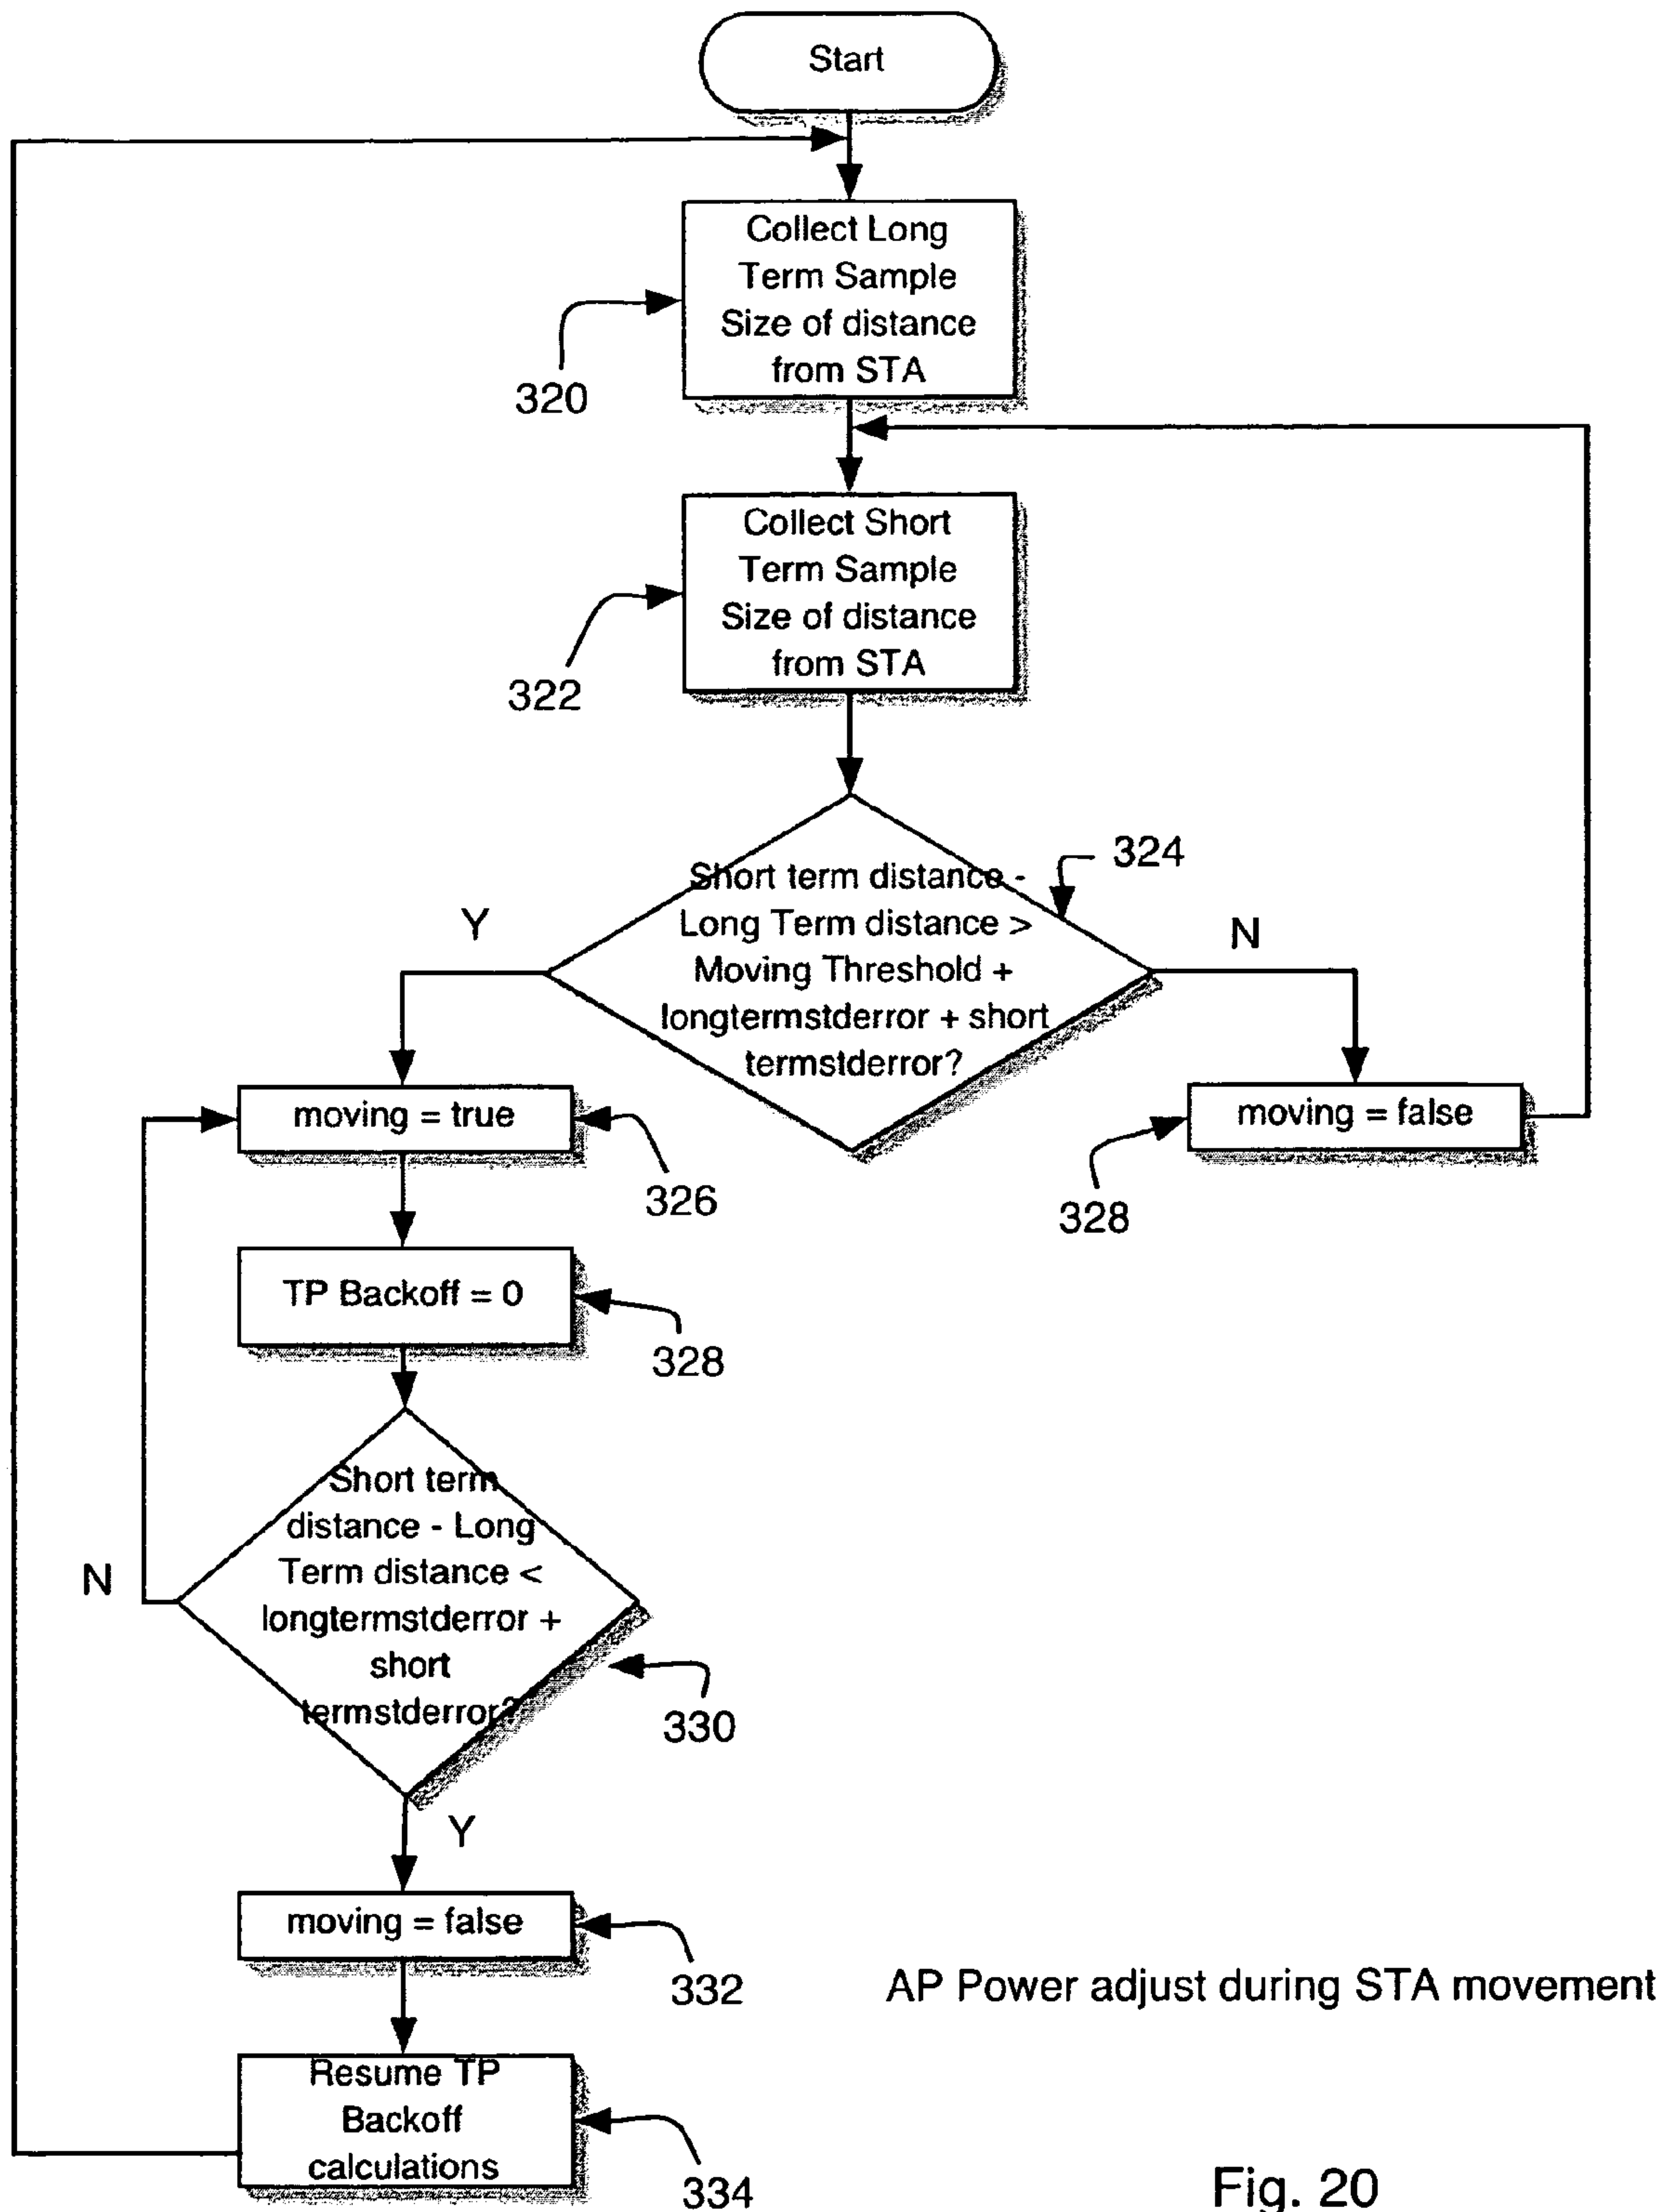 Start
Collect Long
Term Sample
Size of distance
from STA
320
Collect Short
Term Sample
Size of distance
from STA
322
Short term distance -
Long Term distance >
Moving Threshold +
longtermstderror + short
termstderror?
324
Y
N
moving = true
326
moving = false
328
TP Backoff = 0
328
Short term
distance - Long
Term distance <
longtermstderror +
short
termstderror?
N
330
Y
moving = false
332
AP Power adjust during STA movement
Resume TP
Backoff
calculations
334
Fig. 20